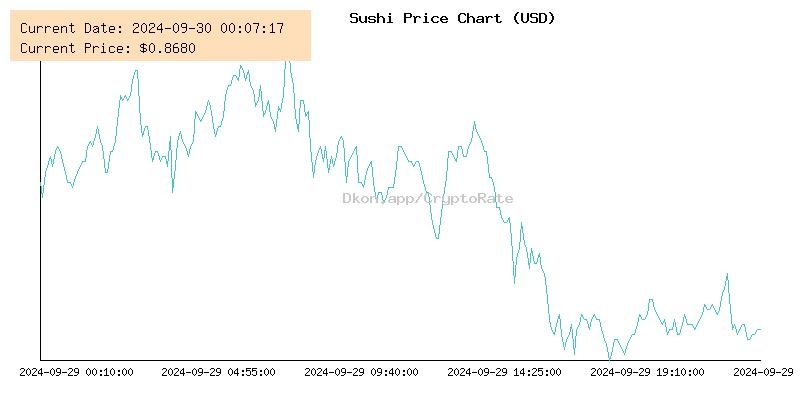 Sushi Price Chart (USD)
Current Date: 2024-09-30 00:07:17
Current Price: $0.8680
Dkon.app/CryptoRate
2024-09-29 00:10:00 2024-09-29 04:55:00 2024-09-29 09:40:00 2024-09-29 14:25:00 2024-09-29 19:10:00 2024-09-29